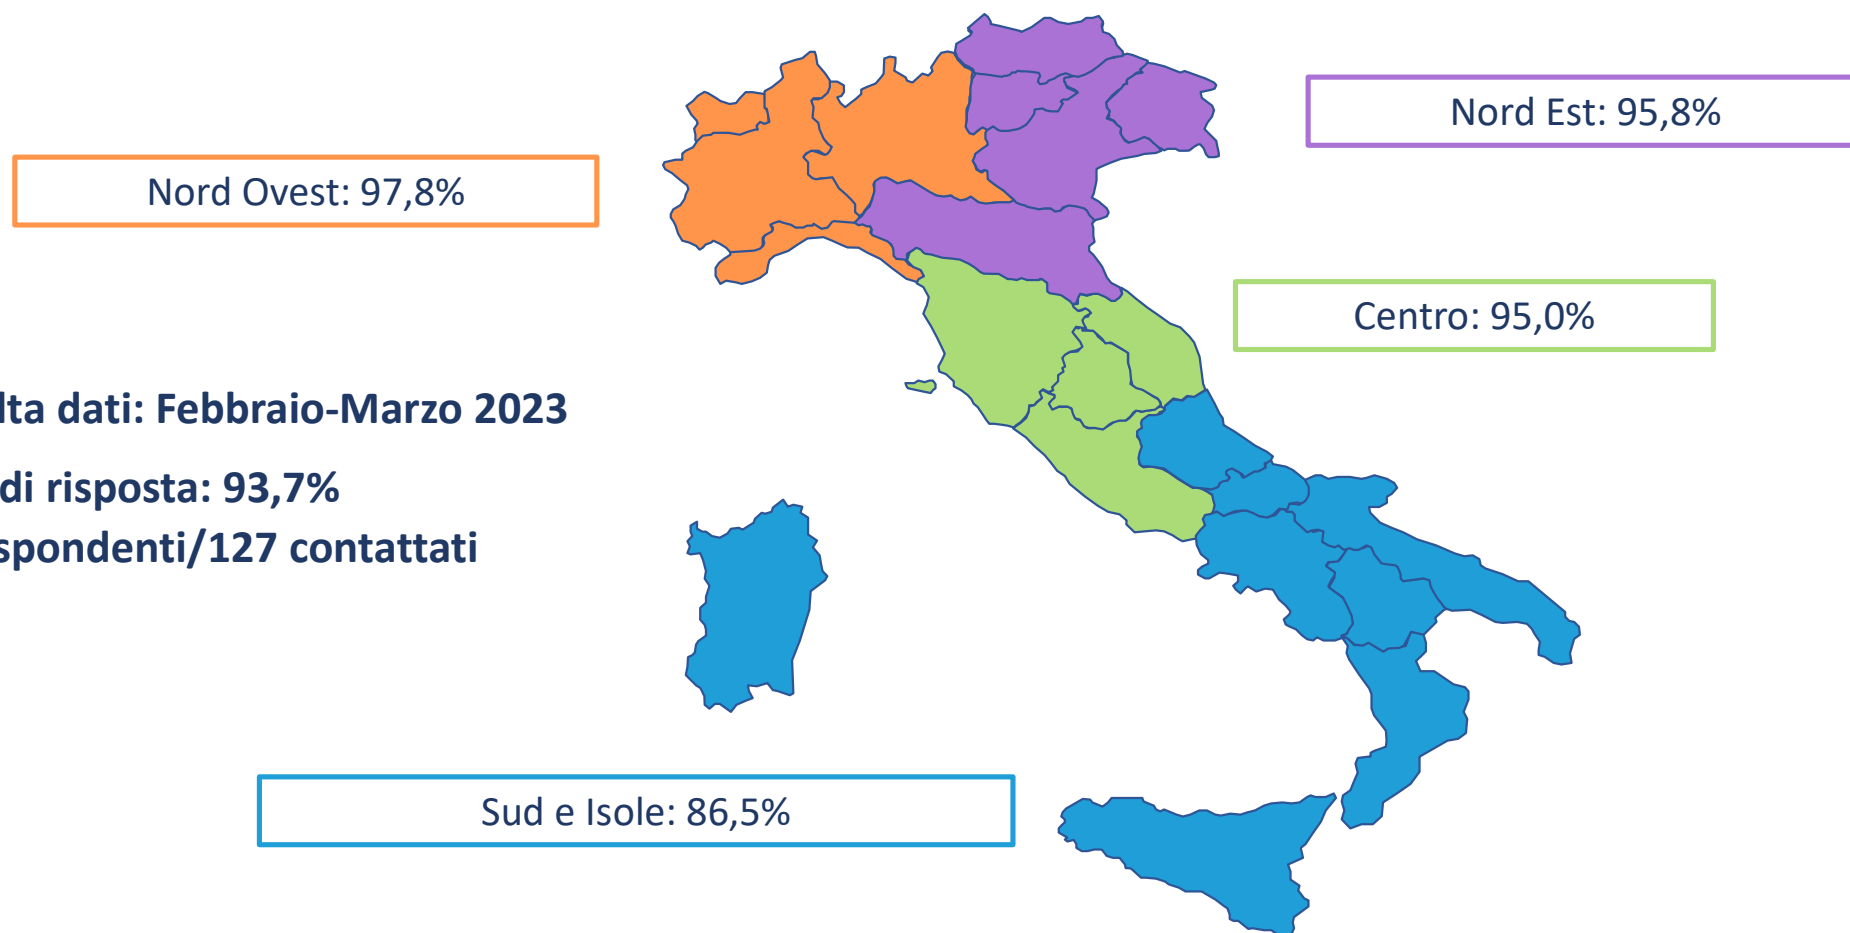 Nord Est: 95,8%
Nord Ovest: 97,8%
Centro: 95,0%
lta dati: Febbraio-Marzo 2023
di risposta: 93,7%
spondenti/127 contattati
Sud e Isole: 86,5%